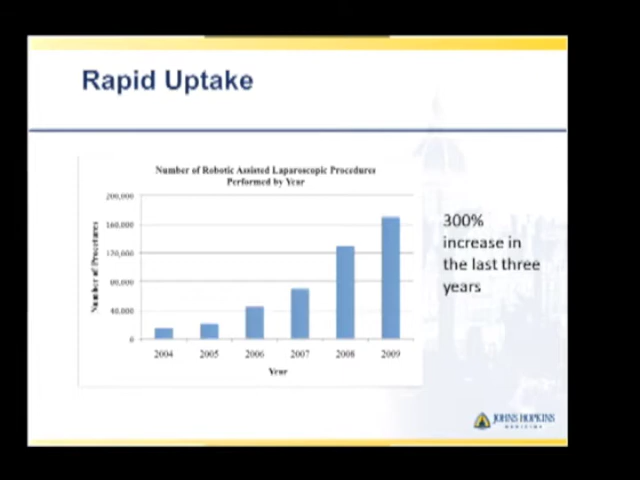 Rapid Uptake
Number of Robotic Assisted Laparoscopic Procedures
Performed by Year
200,000
160,000
120,000
80,000
40,000
0
Number of Procedures
2004 2005 2006 2007 2008 2009
Year
300%
increase in
the last three
years
JOHNS HOPKINS
MEDICINE